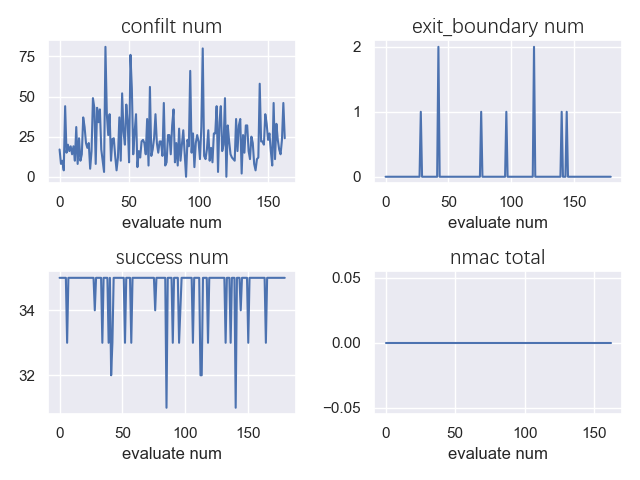 confilt num
75
50
25
0
0 50 100 150
evaluate num
exit_boundary num
2
1
0
0 50 100 150
evaluate num
success num
34
32
0 50 100 150
evaluate num
nmac total
0.05
0.00
−0.05
0 50 100 150
evaluate num